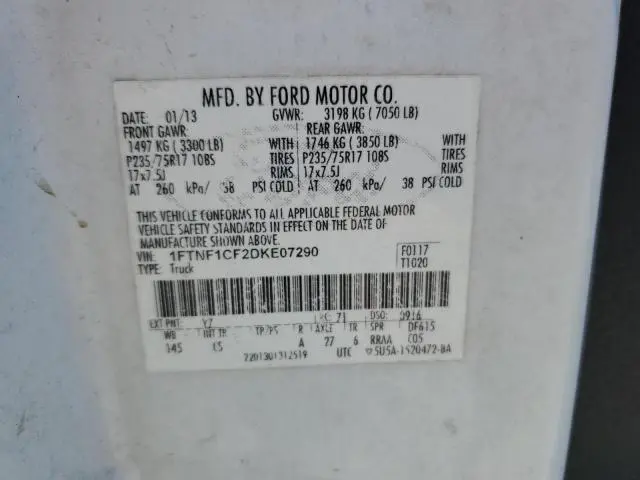 MFD. BY FORD MOTOR CO.
DATE: 01/13 GVWR: 3198 KG ( 7050 LB)
FRONT GAWR: REAR GAWR:
1497 KG ( 3300 LB) WITH 1746 KG ( 3850 LB) WITH
P235/75R17 108S TIRES P235/75R17 108S TIRES
17x7.5J RIMS 17x7.5J RIMS
AT 260 kPa/ 38 PSI COLD AT 260 kPa/ 38 PSI COLD
THIS VEHICLE CONFORMS TO ALL APPLICABLE FEDERAL MOTOR
VEHICLE SAFETY STANDARDS IN EFFECT ON THE DATE OF
MANUFACTURE SHOWN ABOVE.
VIN: 1FTNF1CF2DKE07290 F0117
TYPE: Truck T1020
EXT PNT: YZ RC: 71 DSO: 0916
WB INT TR TP/PS R AXLE TR SPR DF615
145 A 27 6 RRAA C05
2201301312519 UTC 5U5A-1520472-BA